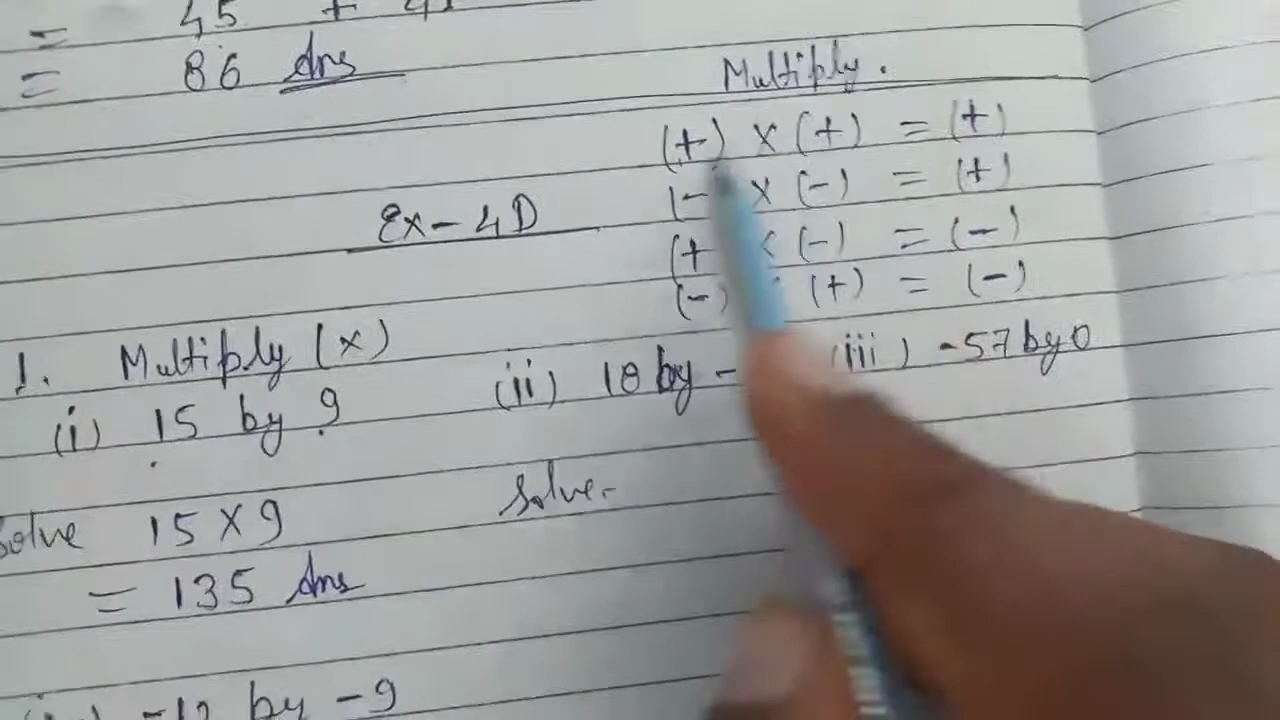 = 45 +
= 86 Ans
Multiply.
(+) x (+) = (+)
(- x (-) = (+)
(+ (-) = (-)
(-) (+) = (-)
Ex-4D
1. Multiply (x)
(i) 15 by 9 (ii) 18 by - (iii) -57 by 0
Solve 15 x 9 Solve.
= 135 Ans
by -9